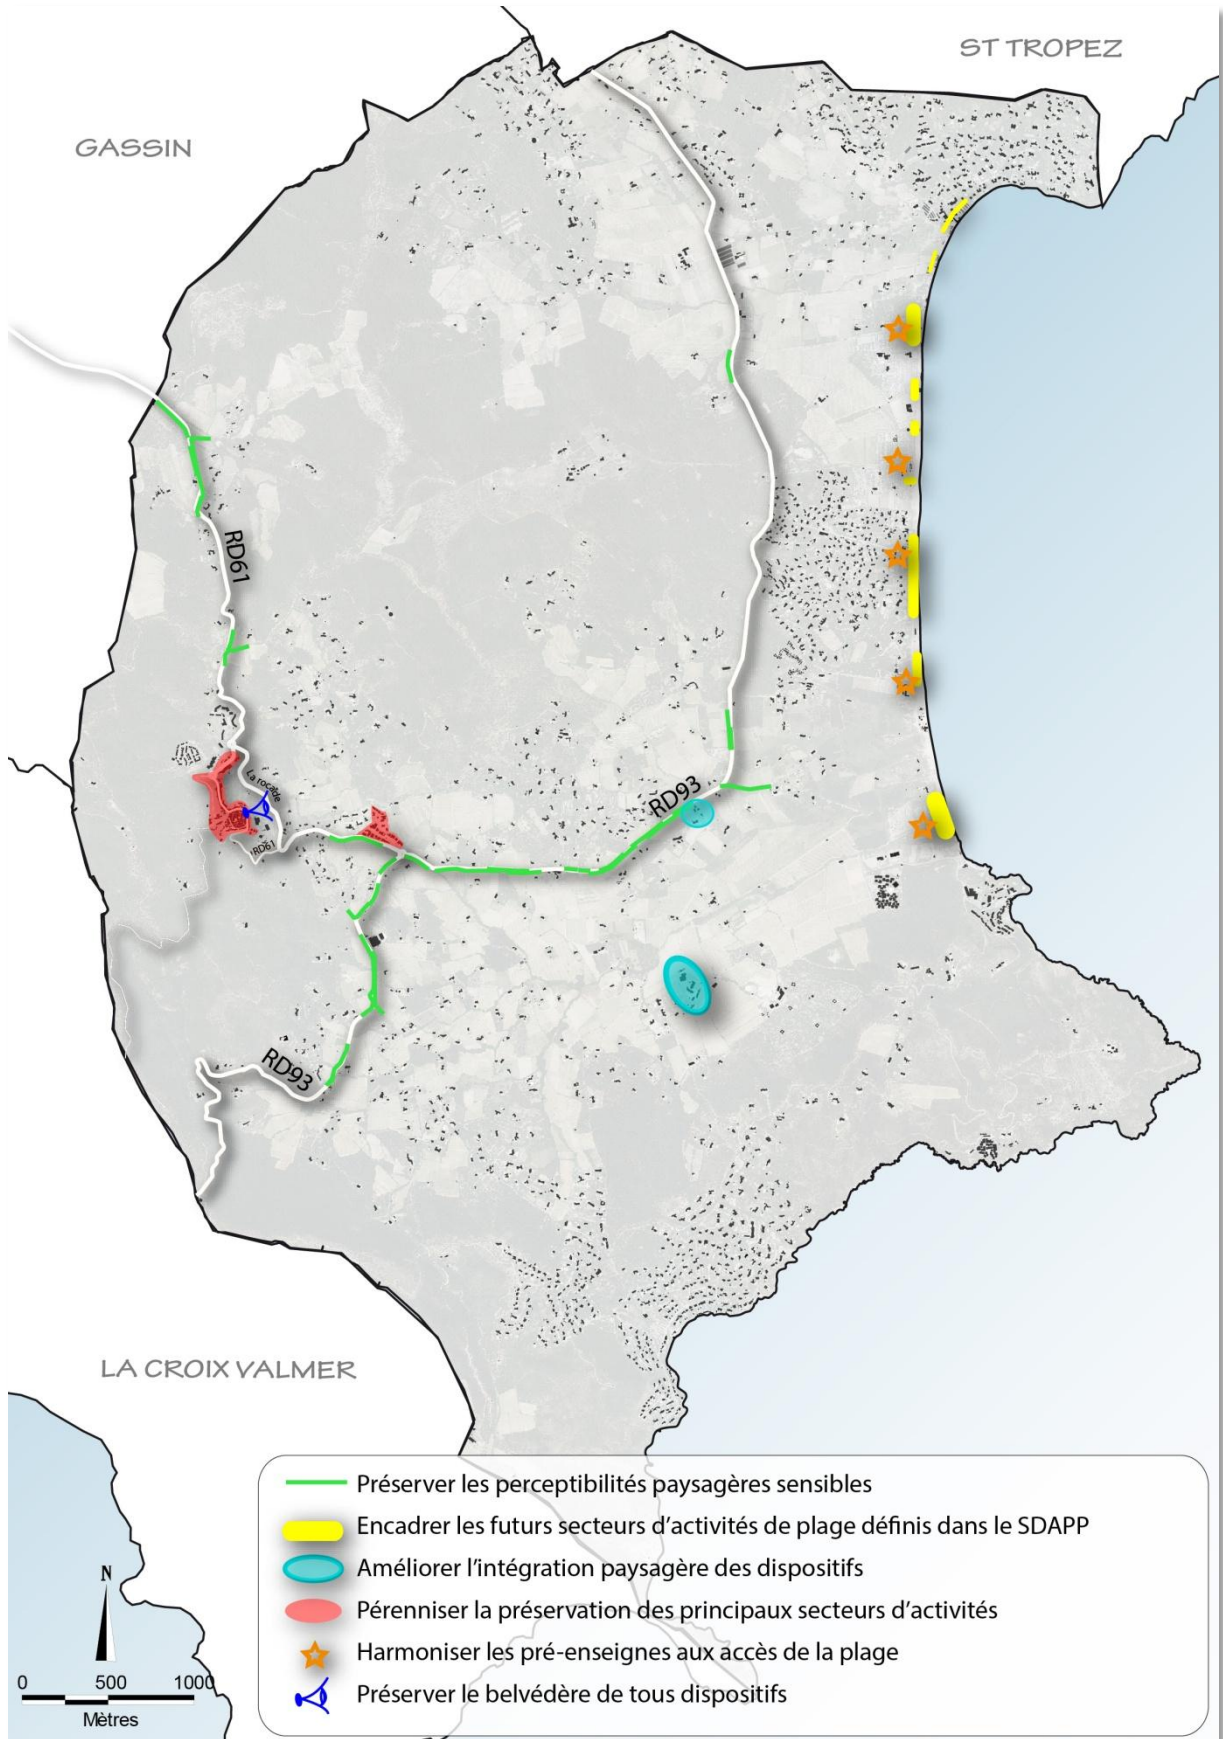 ST TROPEZ
GASSIN
RD61
La rocade
RD93
RD61
RD93
LA CROIX VALMER
Préserver les perceptibilités paysagères sensibles
Encadrer les futurs secteurs d'activités de plage définis dans le SDAPP
Améliorer l'intégration paysagère des dispositifs
Pérenniser la préservation des principaux secteurs d'activités
Harmoniser les pré-enseignes aux accès de la plage
Préserver le belvédère de tous dispositifs
N
0 500 1000
Mètres